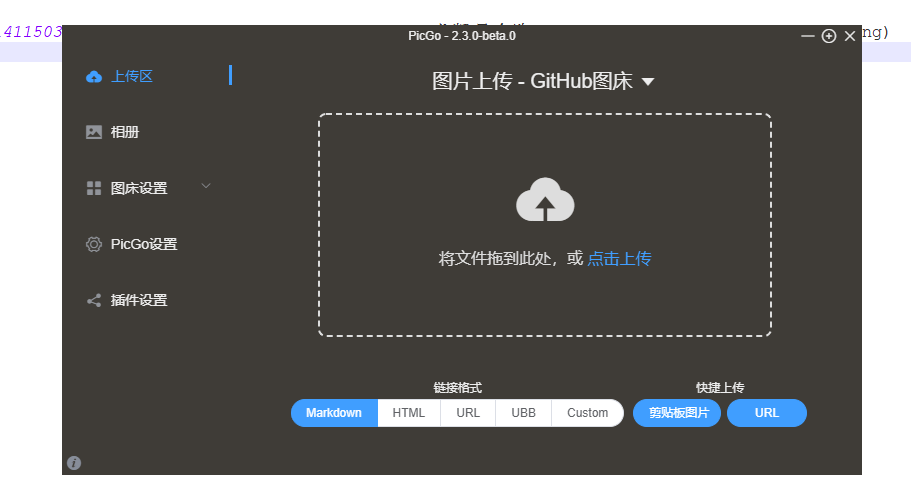 411503
PicGo - 2.3.0-beta.0
ng)
上传区
图片上传 - GitHub图床
相册
图床设置
PicGo设置
将文件拖到此处，或 点击上传
插件设置
链接格式
快捷上传
Markdown HTML URL UBB Custom 剪贴板图片 URL